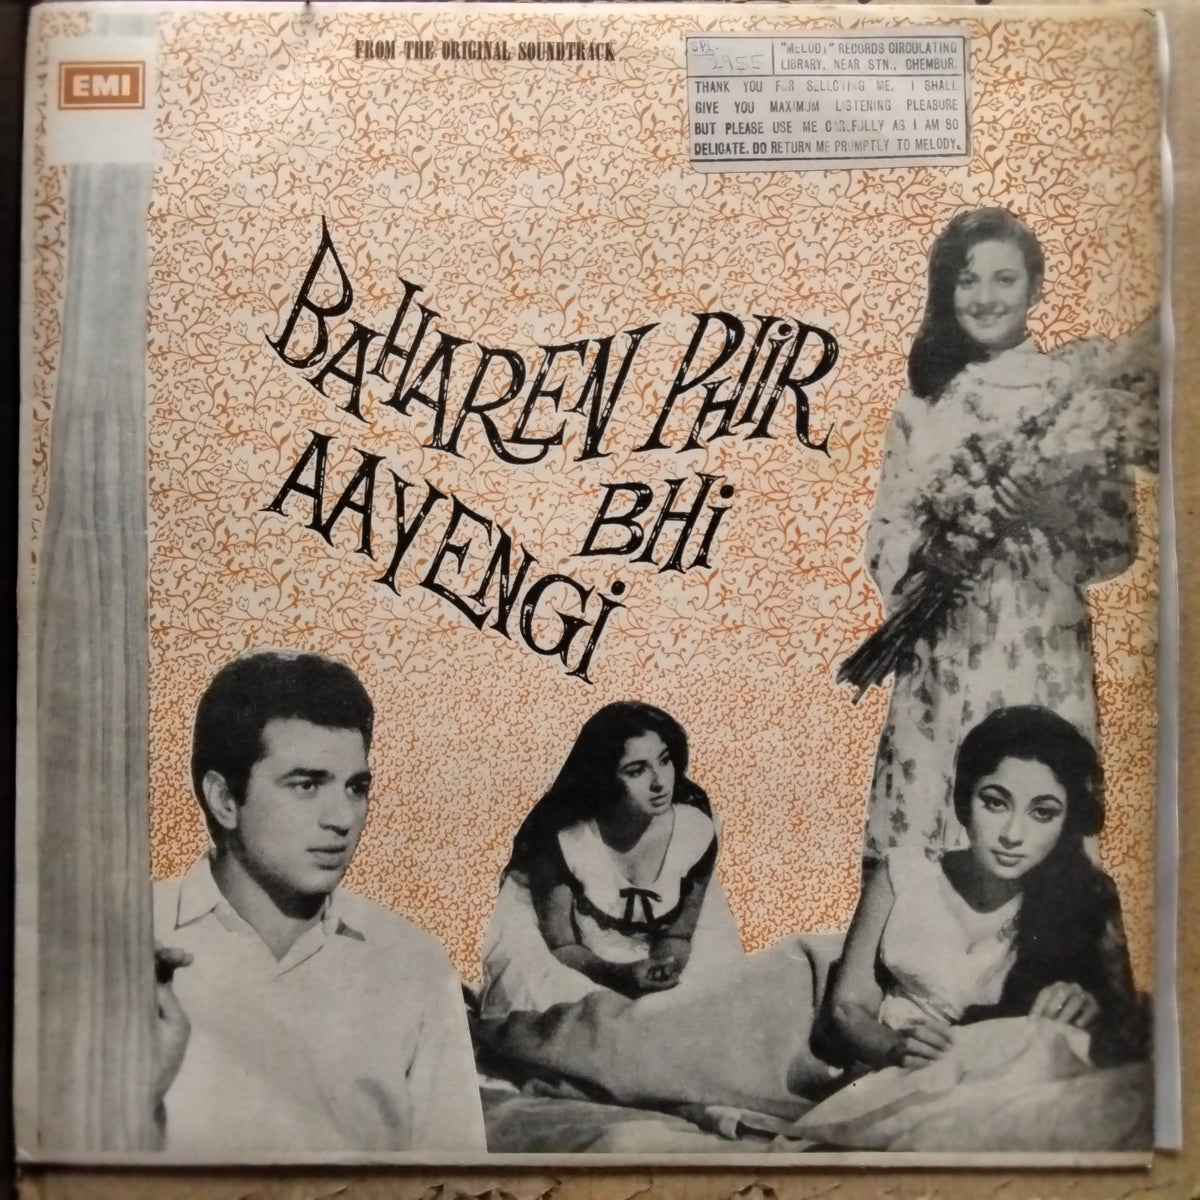 FROM THE ORIGINAL SOUNDTRACK
EMI
SPL.
2955
"MELODY" RECORDS CIRCULATING
LIBRARY, NEAR STN., CHEMBUR.
THANK YOU FOR SELLCTING ME. I SHALL
GIVE YOU MAXIMUM LISTENING PLEASURE
BUT PLEASE USE ME CAREFULLY AS I AM SO
DELICATE. DO RETURN ME PROMPTLY TO MELODY.
BAHAREN PHIR
BHI
AAYENGI